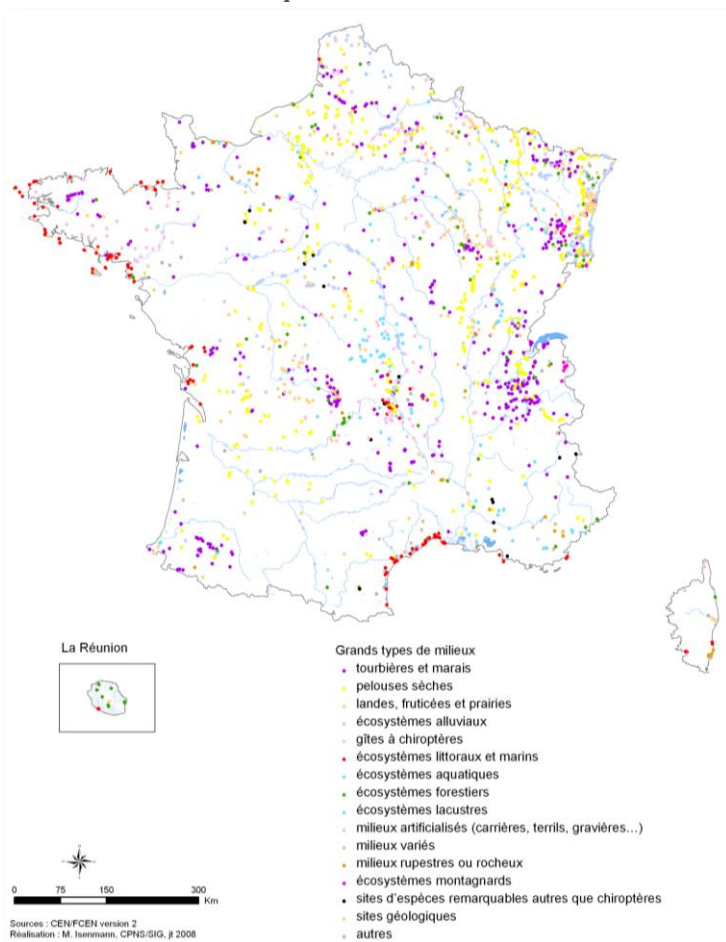 La Réunion
Grands types de milieux
tourbières et marais
pelouses sèches
landes, fruticées et prairies
écosystèmes alluviaux
gîtes à chiroptères
écosystèmes littoraux et marins
écosystèmes aquatiques
écosystèmes forestiers
écosystèmes lacustres
milieux artificialisés (carrières, terrils, gravières...)
milieux variés
milieux rupestres ou rocheux
écosystèmes montagnards
sites d'espèces remarquables autres que chiroptères
sites géologiques
autres
0 75 150 300
Km
Sources : CEN/FCEN version 2
Réalisation : M. Isenmann, CPNS/SIG, jt 2008